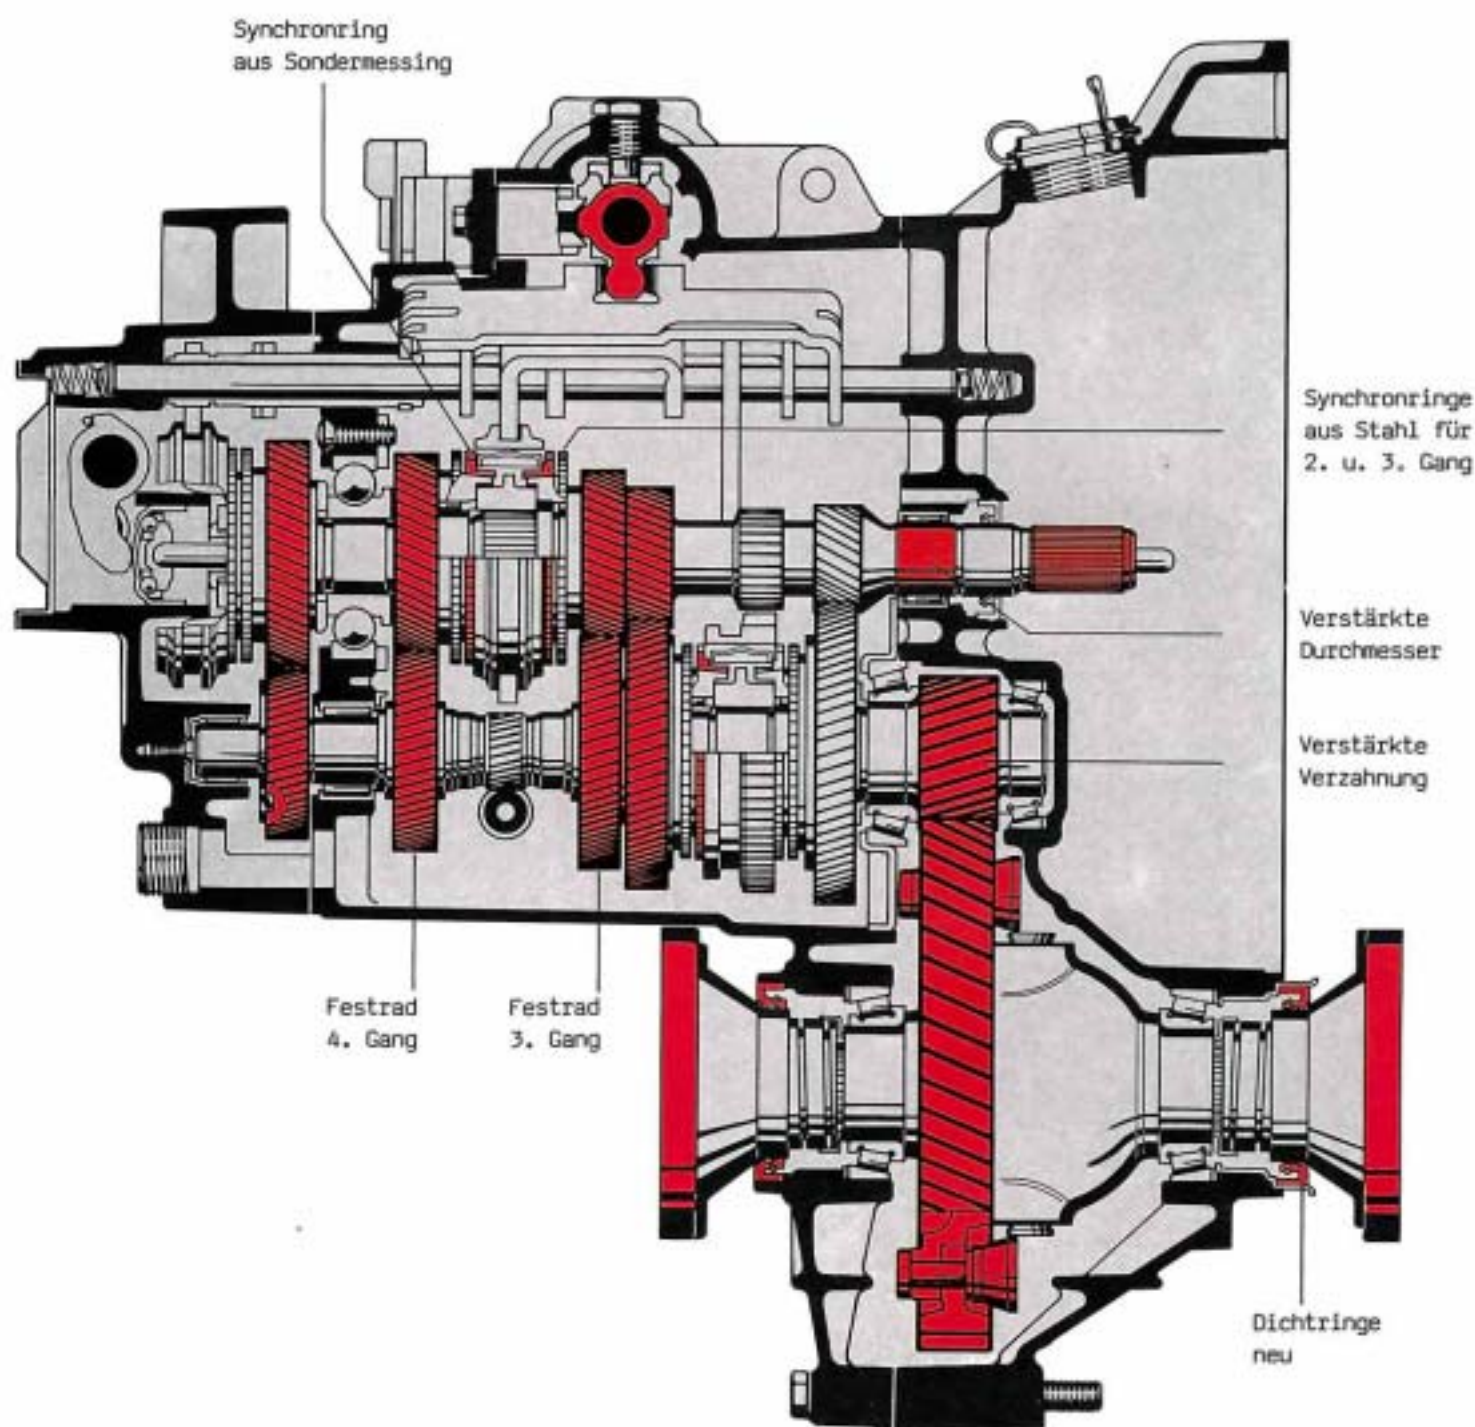 Synchronring
aus Sondermessing
Synchronringe
aus Stahl für
2. u. 3. Gang
Verstärkte
Durchmesser
Verstärkte
Verzahnung
Festrad
4. Gang
Festrad
3. Gang
Dichtringe
neu